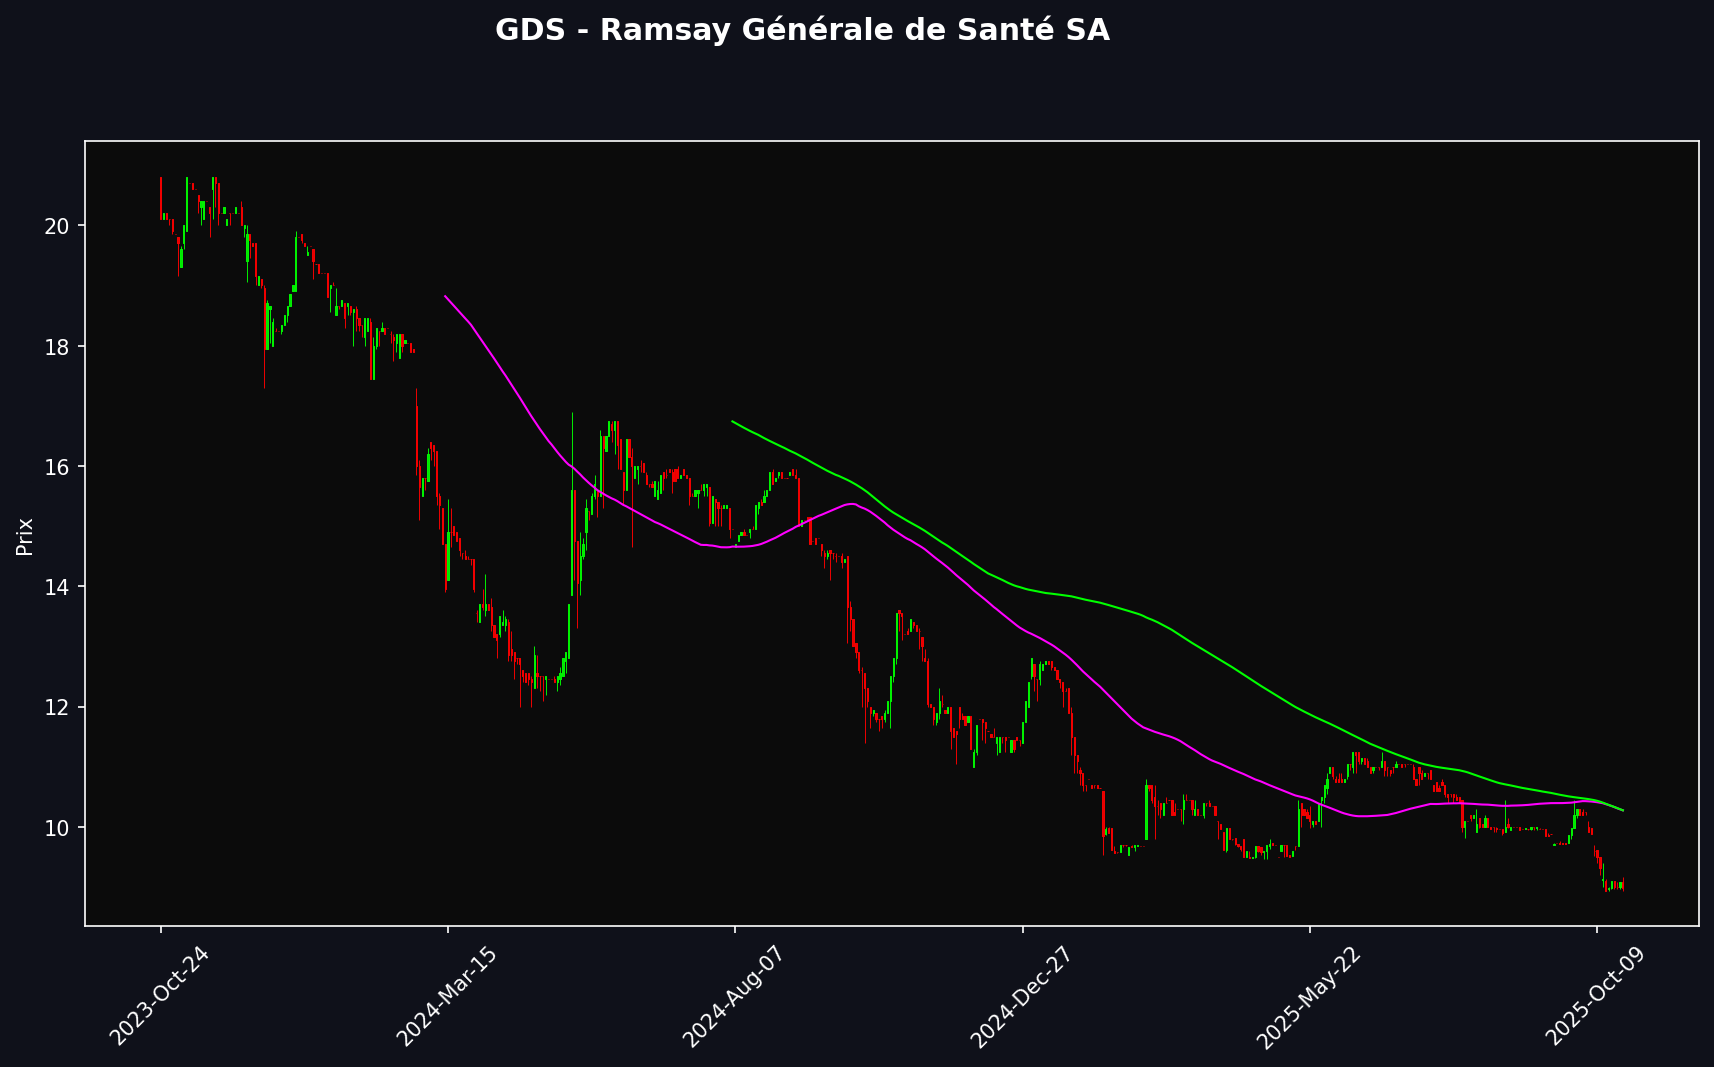 GDS - Ramsay Générale de Santé SA
Prix
20
18
16
14
12
10
2023-Oct-24
2024-Mar-15
2024-Aug-07
2024-Dec-27
2025-May-22
2025-Oct-09